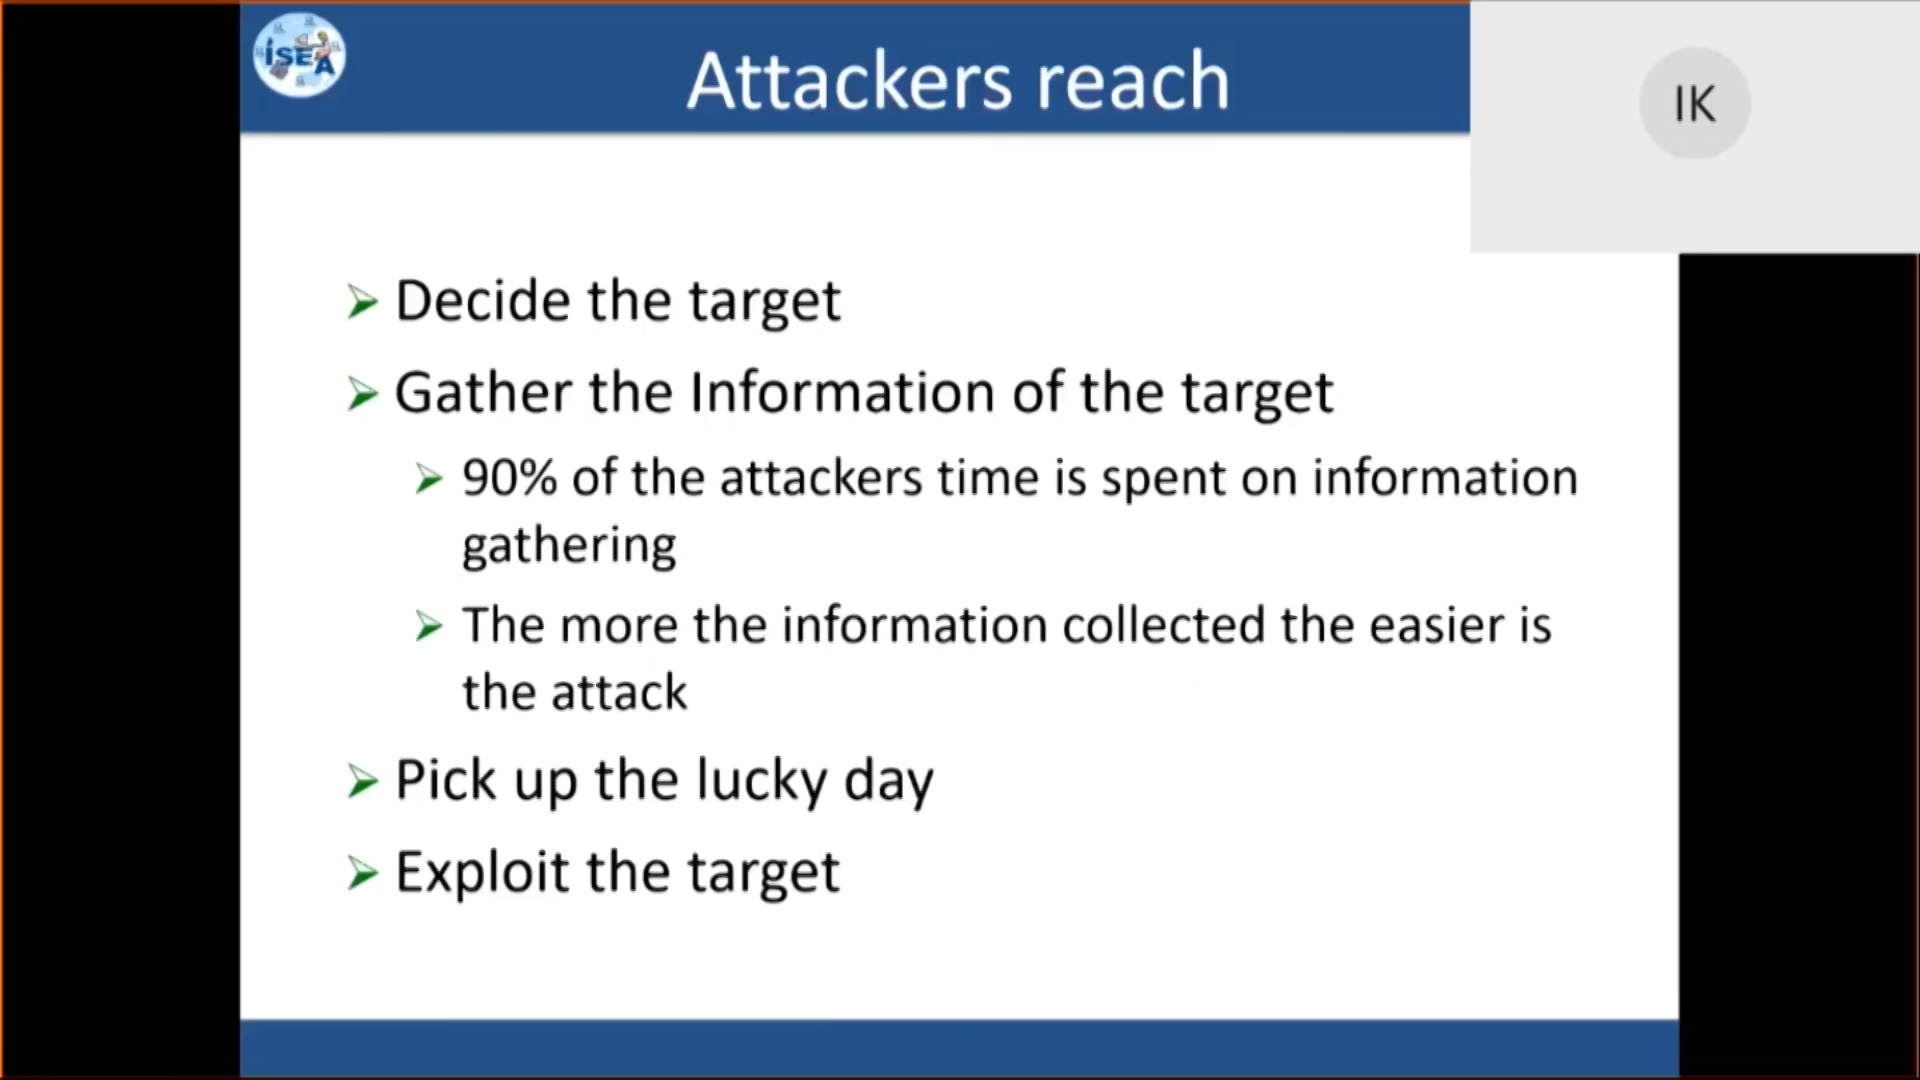 iSEA
Attackers reach
IK
Decide the target
Gather the Information of the target
90% of the attackers time is spent on information
gathering
The more the information collected the easier is
the attack
Pick up the lucky day
Exploit the target